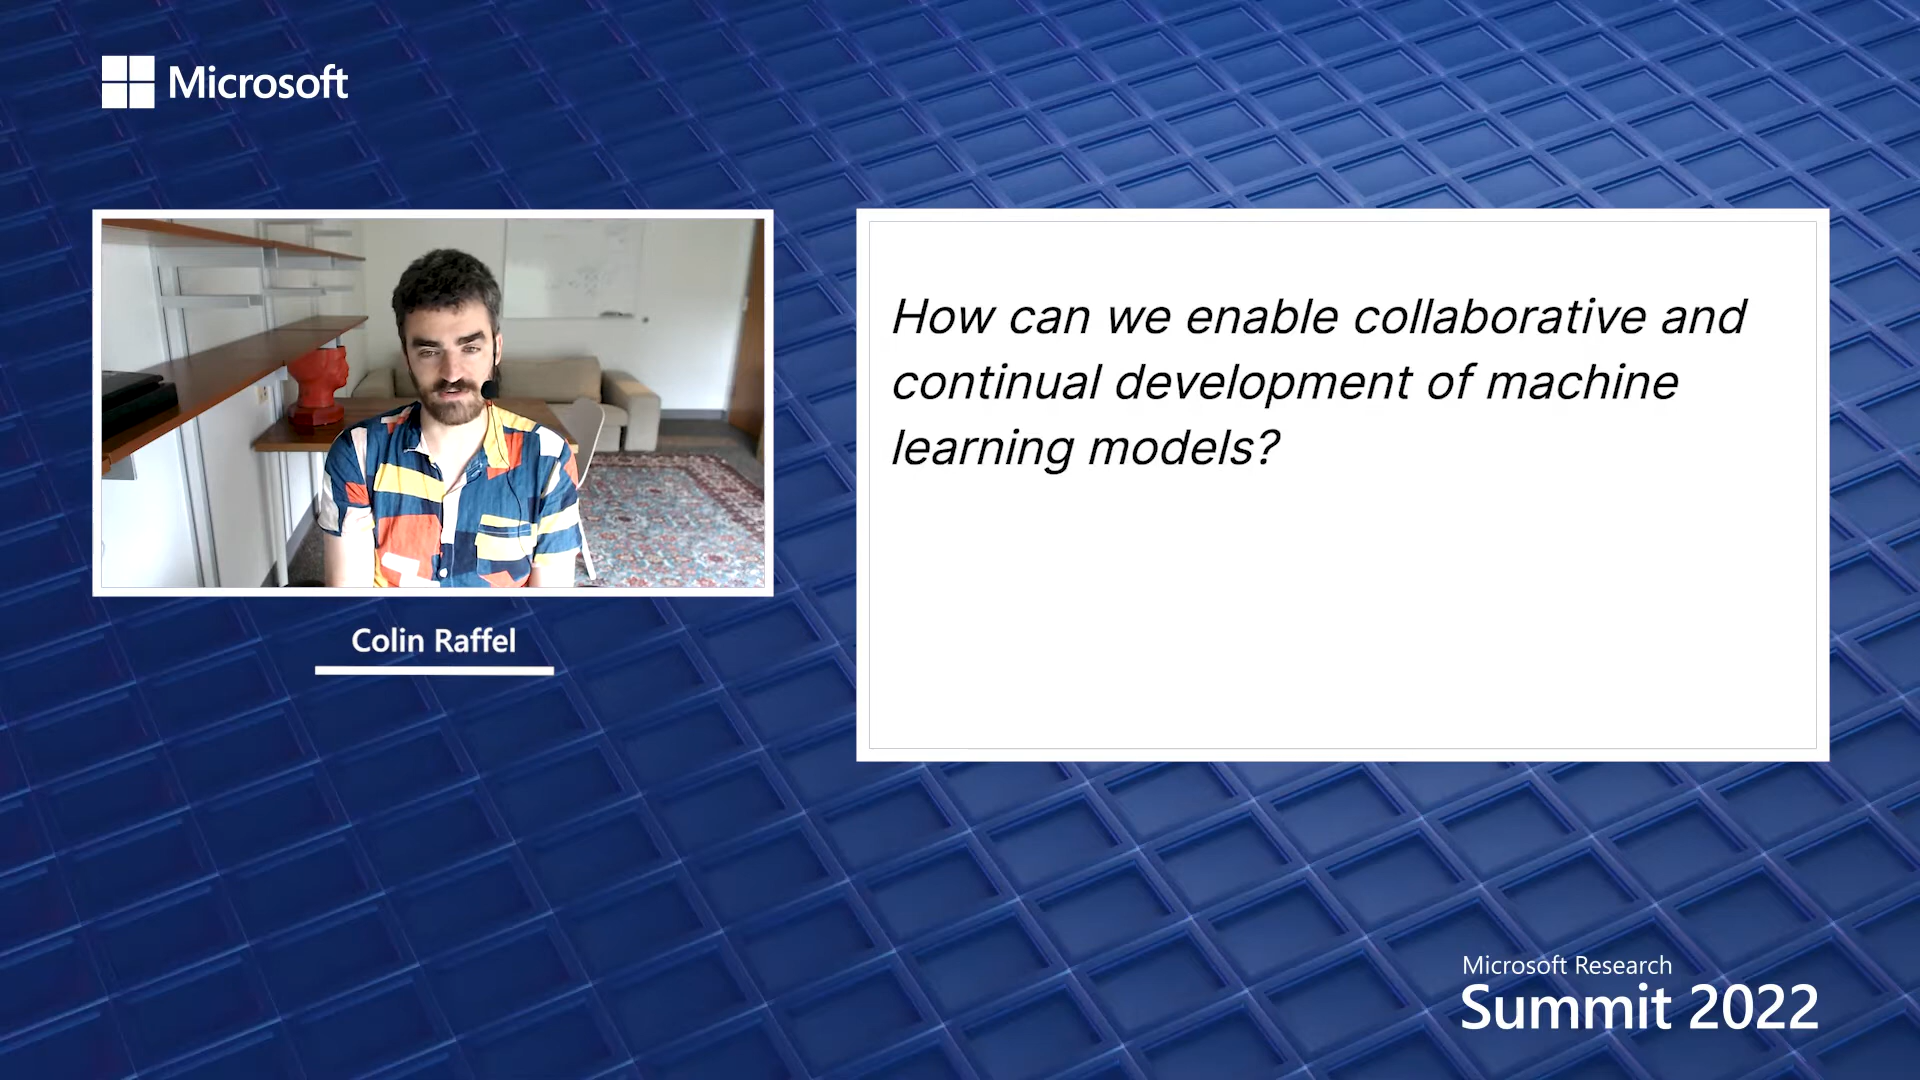 Microsoft
How can we enable collaborative and
continual development of machine
learning models?
Colin Raffel
Microsoft Research
Summit 2022